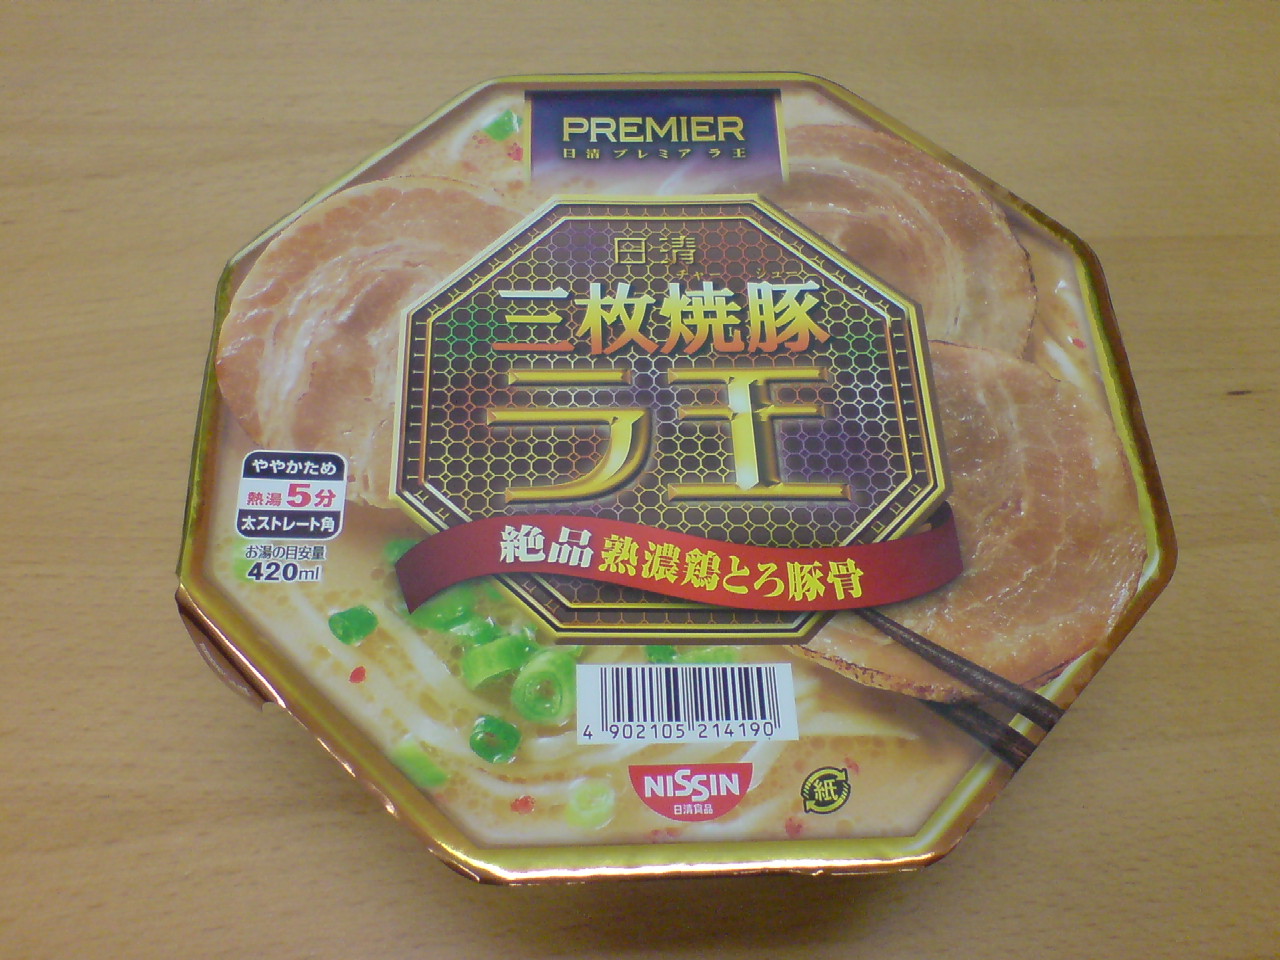 PREMIER
日清プレミア ラ王
日清
チャー シュー
三枚焼豚
ラ王
絶品熟濃鶏とろ豚骨
ややかため
熱湯5分
太ストレート角
お湯の目安量
420ml
4 902105 214190
NISSIN
日清食品
紙